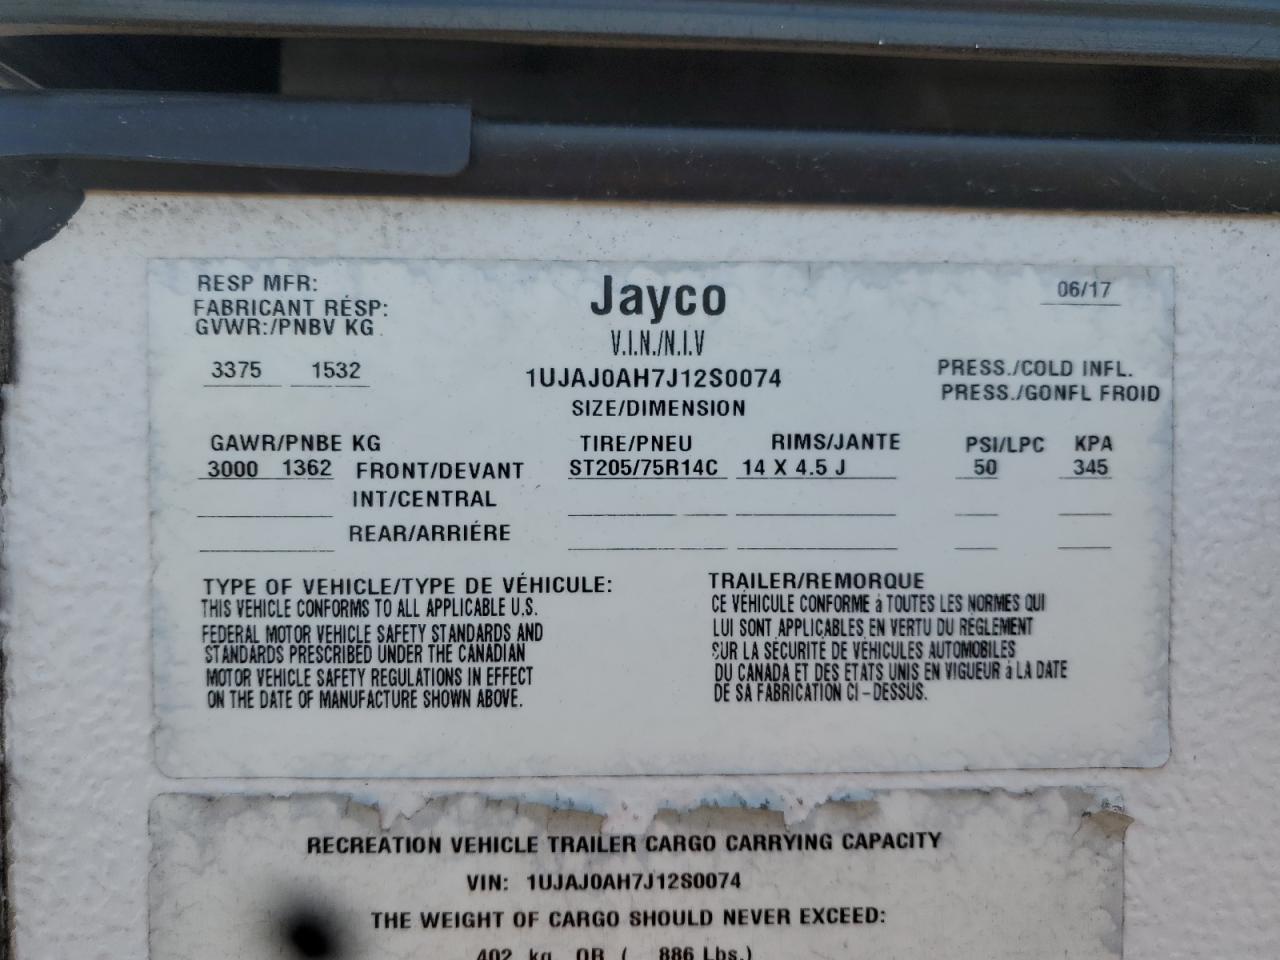 RESP MFR: Jayco 06/17
FABRICANT RÉSP:
GVWR:/PNBV KG V.I.N./N.I.V
3375 1532 1UJAJ0AH7J12S0074 PRESS./COLD INFL.
SIZE/DIMENSION PRESS./GONFL FROID
GAWR/PNBE KG TIRE/PNEU RIMS/JANTE PSI/LPC KPA
3000 1362 FRONT/DEVANT ST205/75R14C 14 X 4.5 J 50 345
INT/CENTRAL
REAR/ARRIÉRE
TYPE OF VEHICLE/TYPE DE VÉHICULE: TRAILER/REMORQUE
THIS VEHICLE CONFORMS TO ALL APPLICABLE U.S.
FEDERAL MOTOR VEHICLE SAFETY STANDARDS AND
STANDARDS PRESCRIBED UNDER THE CANADIAN
MOTOR VEHICLE SAFETY REGULATIONS IN EFFECT
ON THE DATE OF MANUFACTURE SHOWN ABOVE.
CE VÉHICULE CONFORME à TOUTES LES NORMES QUI
LUI SONT APPLICABLES EN VERTU DU REGLEMENT
SUR LA SÉCURITÉ DE VÉHICULES AUTOMOBILES
DU CANADA ET DES ETATS UNIS EN VIGUEUR à LA DATE
DE SA FABRICATION CI-DESSUS.
RECREATION VEHICLE TRAILER CARGO CARRYING CAPACITY
VIN: 1UJAJ0AH7J12S0074
THE WEIGHT OF CARGO SHOULD NEVER EXCEED:
402 kg OR ( 886 Lbs.)